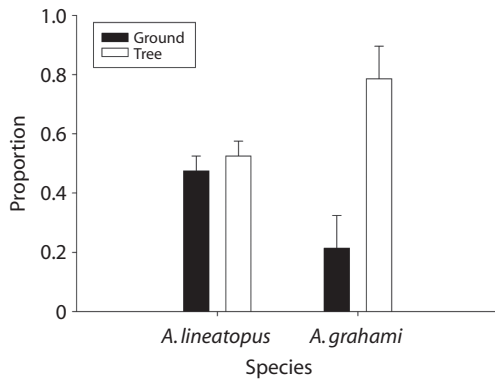 1.0
0.8
0.6
0.4
0.2
0
Proportion
Ground
Tree
A. lineatopus A. grahami
Species